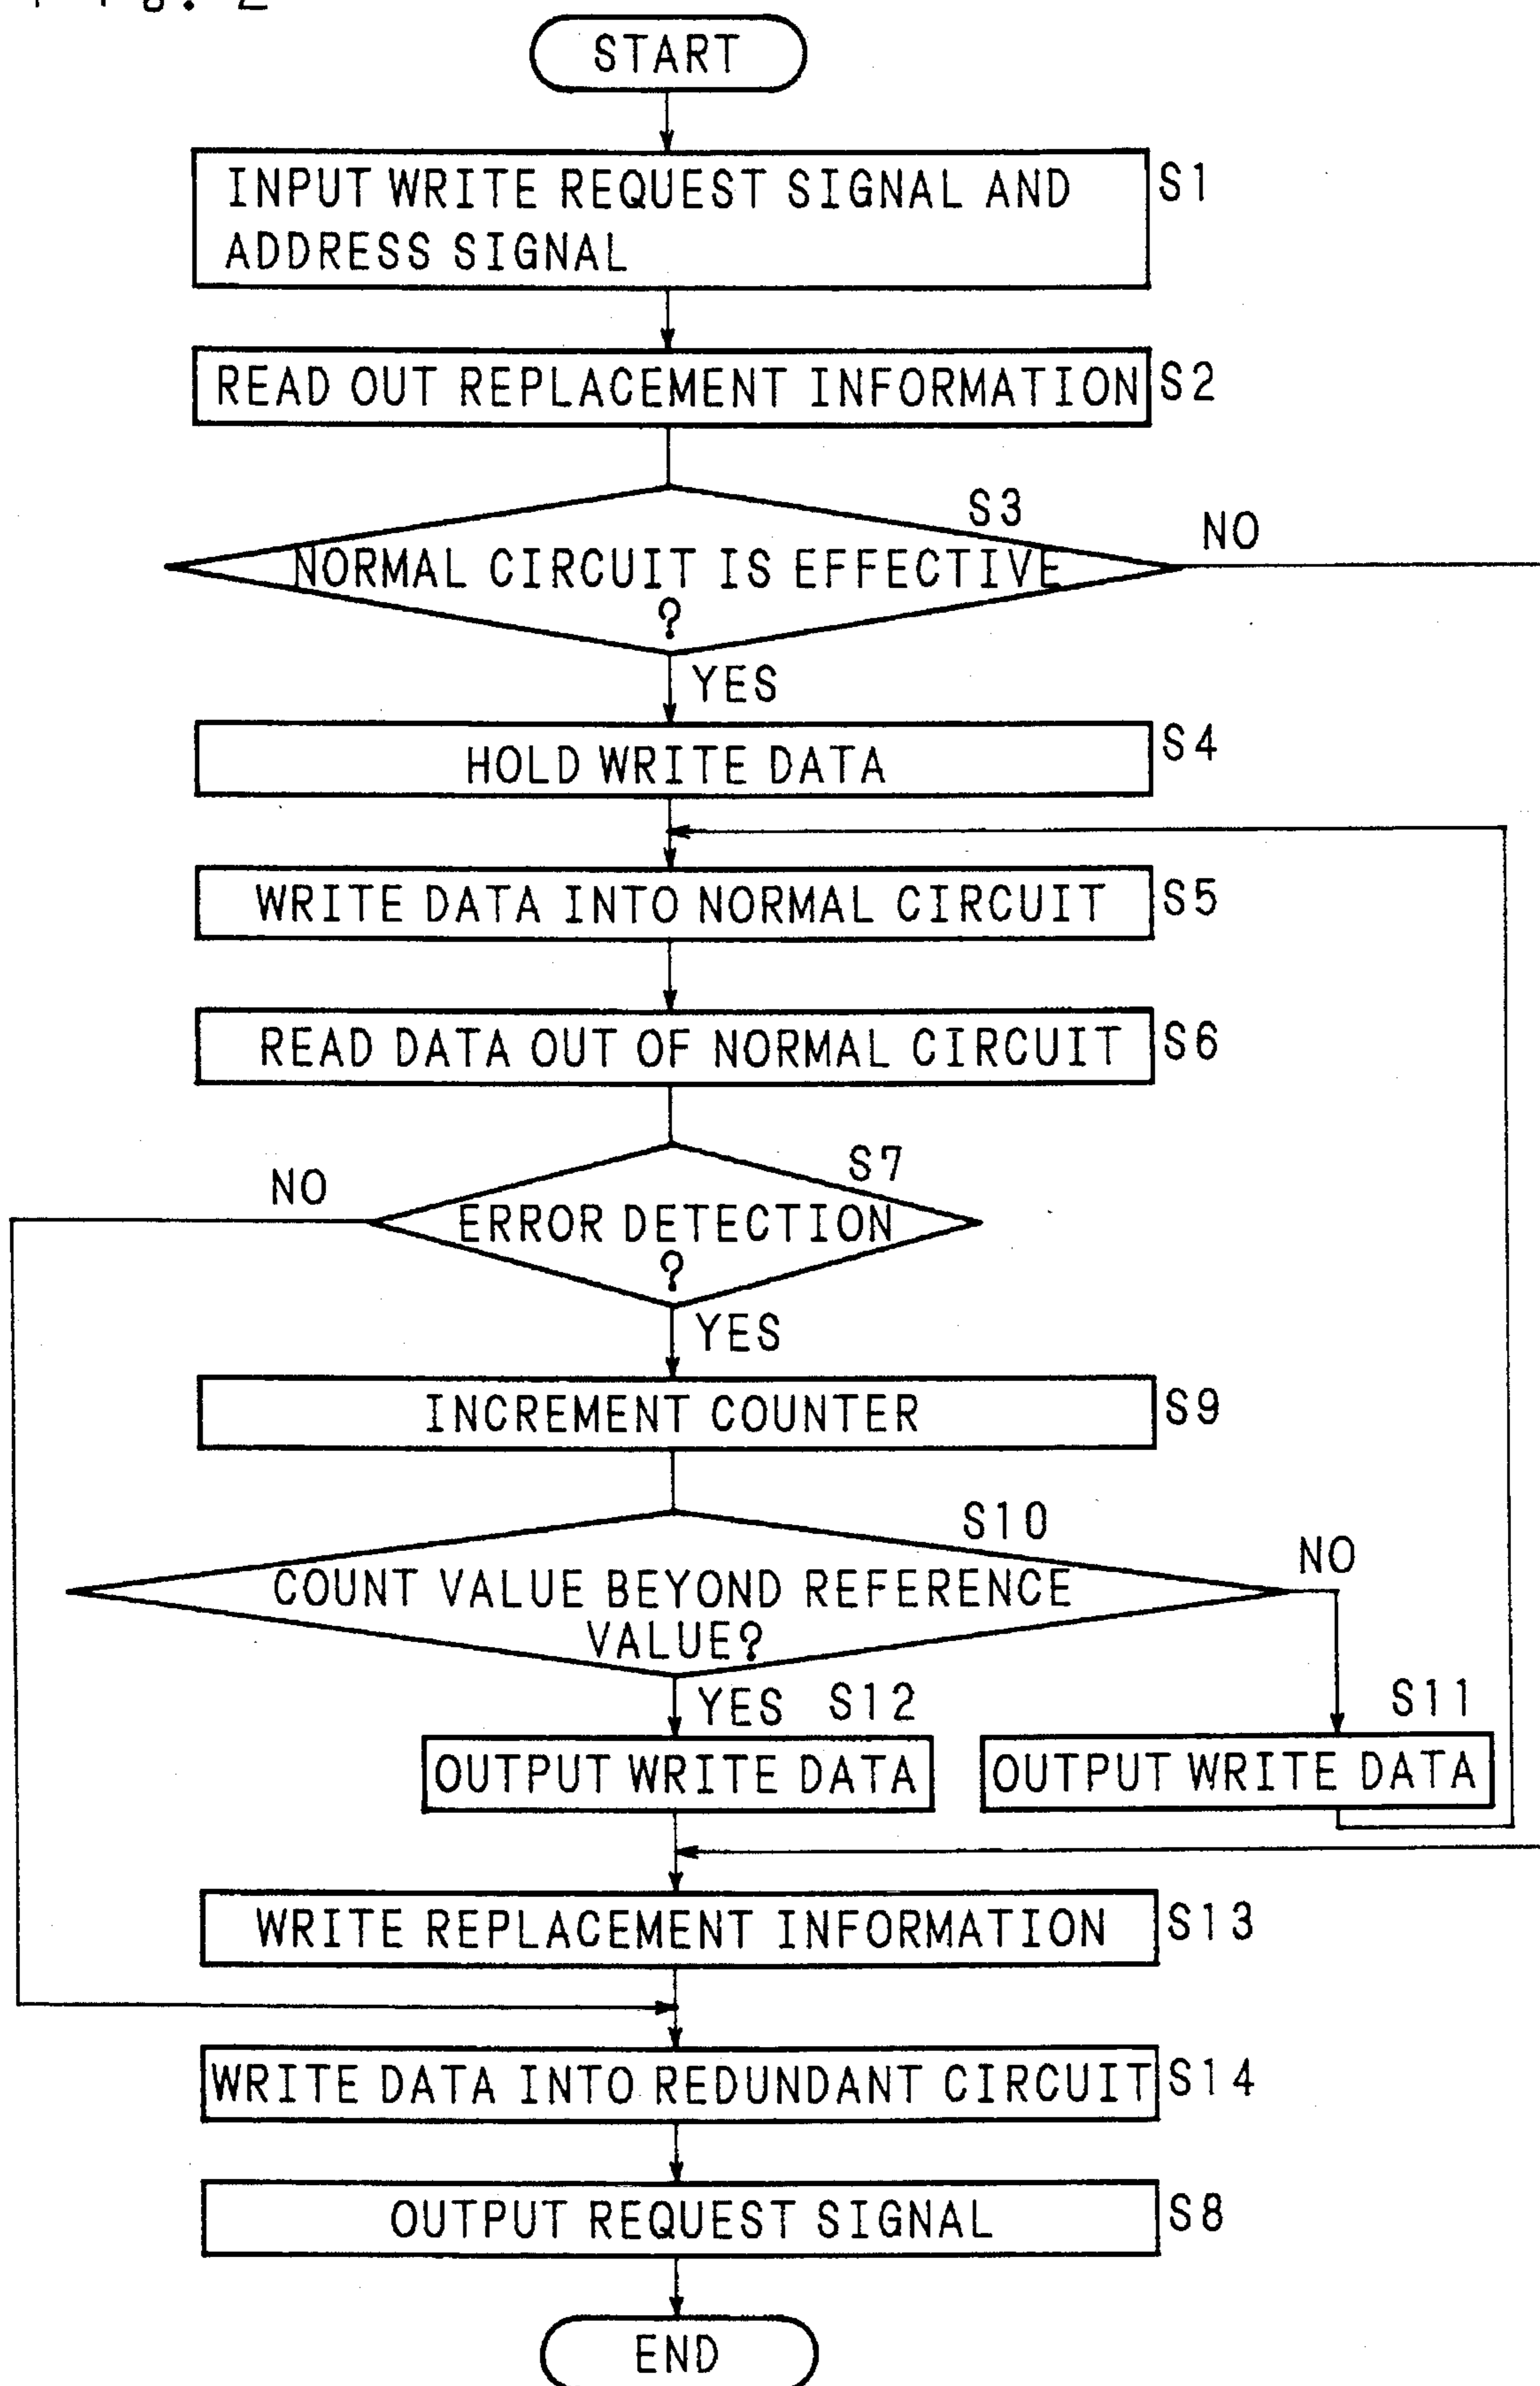 Fig. 2
START
INPUT WRITE REQUEST SIGNAL AND
ADDRESS SIGNAL
S1
READ OUT REPLACEMENT INFORMATION
S2
S3
NO
NORMAL CIRCUIT IS EFFECTIVE
?
YES
HOLD WRITE DATA
S4
WRITE DATA INTO NORMAL CIRCUIT
S5
READ DATA OUT OF NORMAL CIRCUIT
S6
S7
NO
ERROR DETECTION
?
YES
INCREMENT COUNTER
S9
S10
NO
COUNT VALUE BEYOND REFERENCE
VALUE?
YES
S12
S11
OUTPUT WRITE DATA
OUTPUT WRITE DATA
WRITE REPLACEMENT INFORMATION
S13
WRITE DATA INTO REDUNDANT CIRCUIT
S14
OUTPUT REQUEST SIGNAL
S8
END